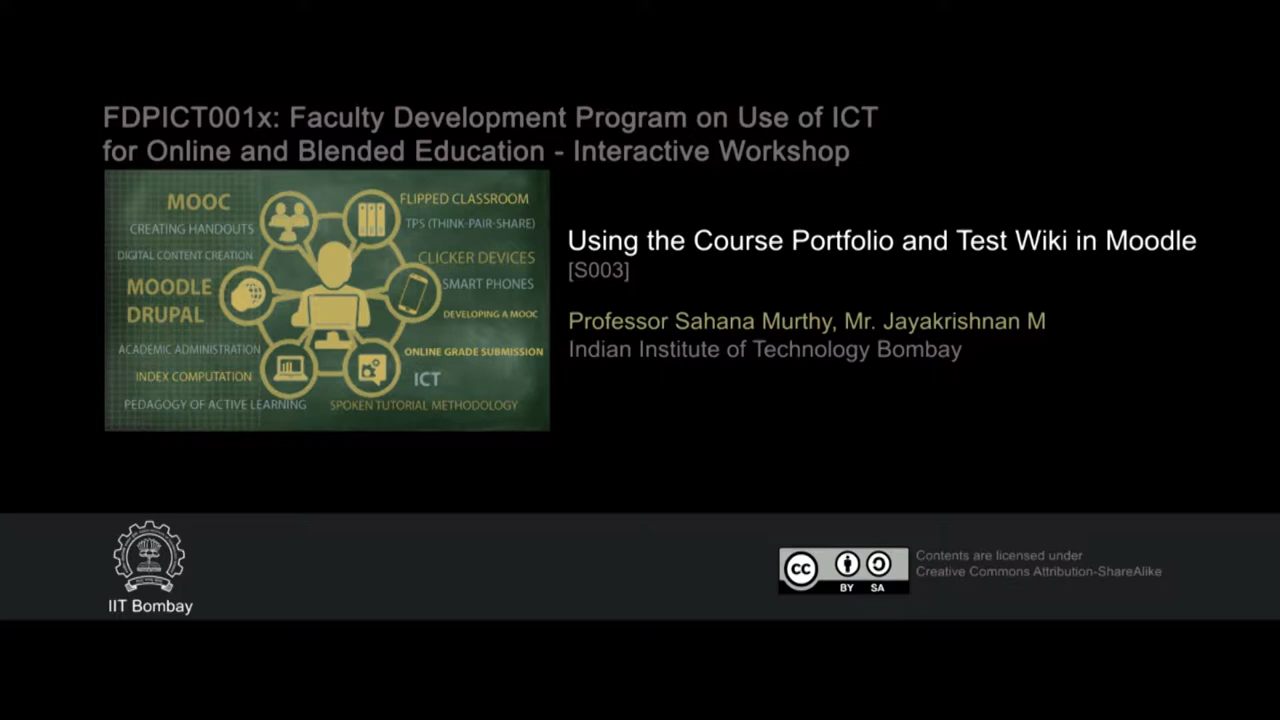 FDPICT001x: Faculty Development Program on Use of ICT
for Online and Blended Education - Interactive Workshop
MOOC
CREATING HANDOUTS
DIGITAL CONTENT CREATION
MOODLE
DRUPAL
ACADEMIC ADMINISTRATION
INDEX COMPUTATION
PEDAGOGY OF ACTIVE LEARNING
FLIPPED CLASSROOM
TPS (THINK-PAIR-SHARE)
CLICKER DEVICES
SMART PHONES
DEVELOPING A MOOC
ONLINE GRADE SUBMISSION
ICT
SPOKEN TUTORIAL METHODOLOGY
Using the Course Portfolio and Test Wiki in Moodle
[S003]
Professor Sahana Murthy, Mr. Jayakrishnan M
Indian Institute of Technology Bombay
IIT Bombay
cc
BY SA
Contents are licensed under
Creative Commons Attribution-ShareAlike